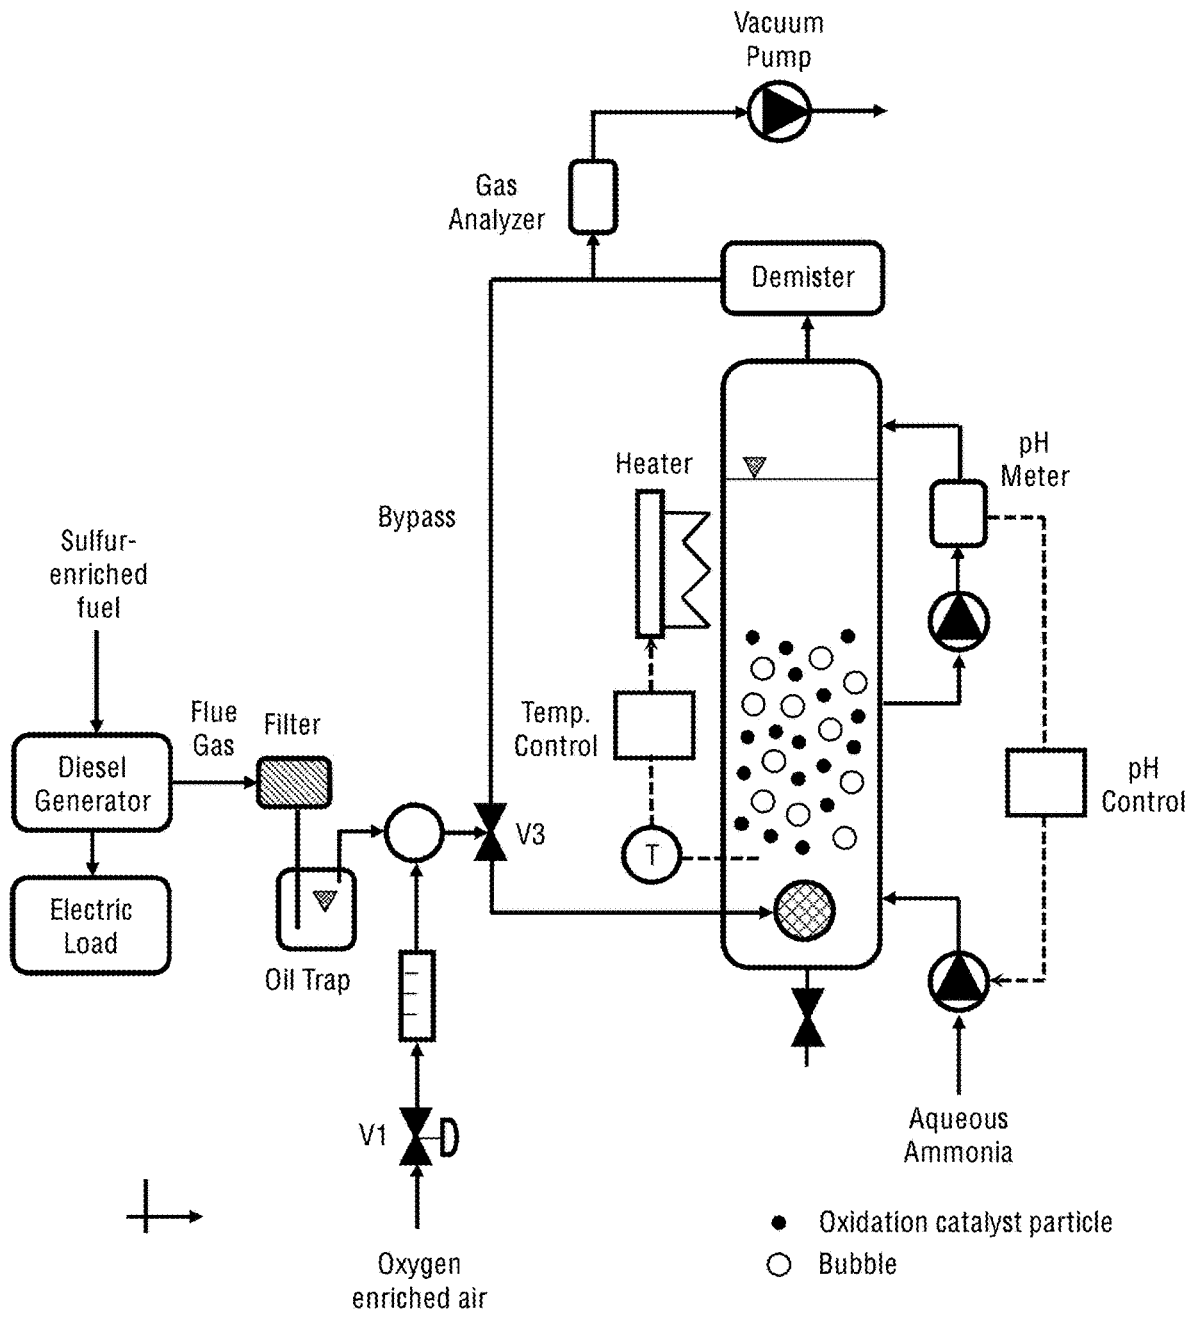 Vacuum
Pump
Gas
Analyzer
Demister
Heater
pH
Meter
Bypass
Sulfur-
enriched
fuel
Flue
Gas
Filter
Temp.
Control
Diesel
Generator
pH
Control
V3
T
Electric
Load
Oil Trap
V1
Aqueous
Ammonia
Oxidation catalyst particle
Bubble
Oxygen
enriched air